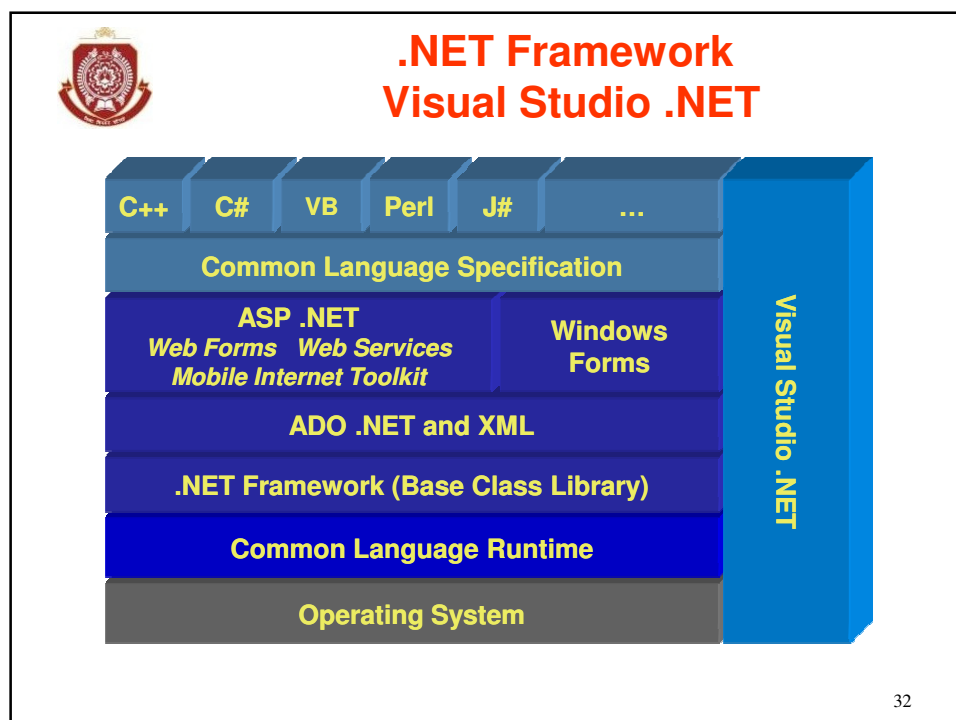 .NET Framework
Visual Studio .NET
C++ C# VB Perl J# ...
Common Language Specification
ASP .NET
Web Forms Web Services
Mobile Internet Toolkit
Windows
Forms
ADO .NET and XML
.NET Framework (Base Class Library)
Common Language Runtime
Operating System
Visual Studio .NET
32